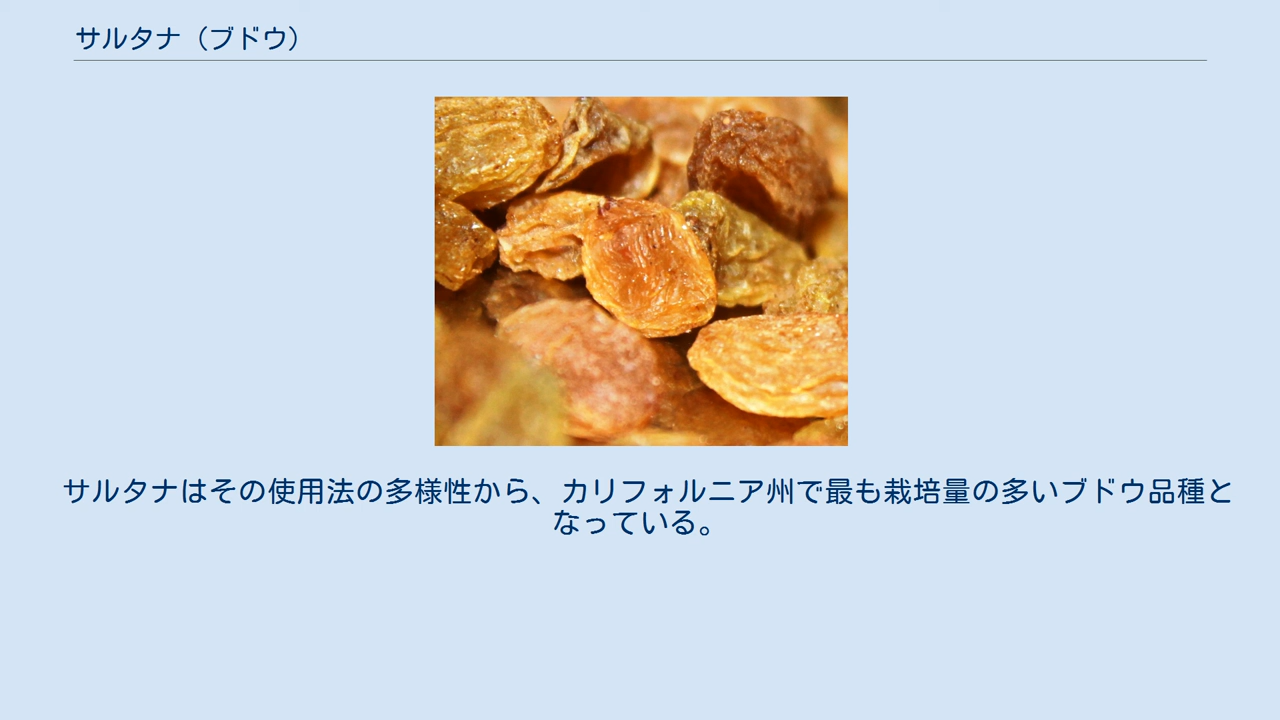 サルタナ（ブドウ）
サルタナはその使用法の多様性から、カリフォルニア州で最も栽培量の多いブドウ品種と
なっている。